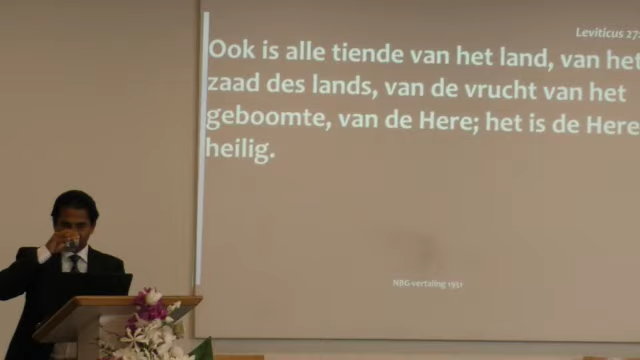 Leviticus 27:
Ook is alle tiende van het land, van het
zaad des lands, van de vrucht van het
geboomte, van de Here; het is de Here
heilig.
NBG-vertaling 1951